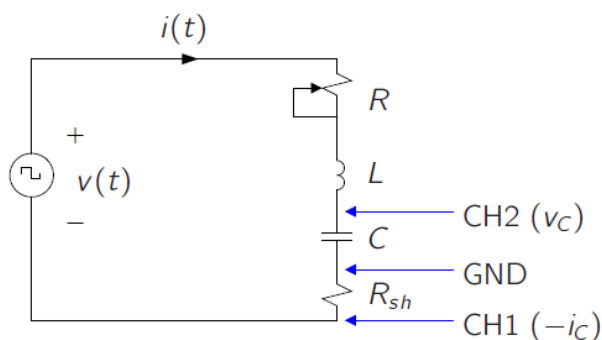 i(t)
R
+
v(t)
−
L
CH2 (v_C)
C
GND
R_sh
CH1 (−i_C)